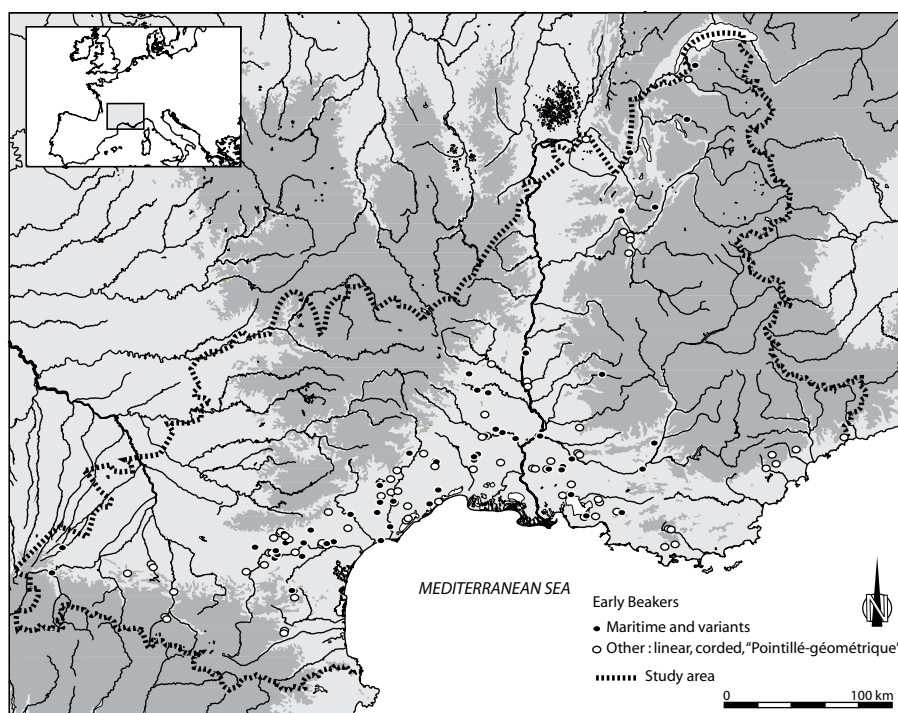 MEDITERRANEAN SEA
N
Early Beakers
Maritime and variants
Other : linear, corded, "Pointillé-géométrique"
Study area
0 100 km